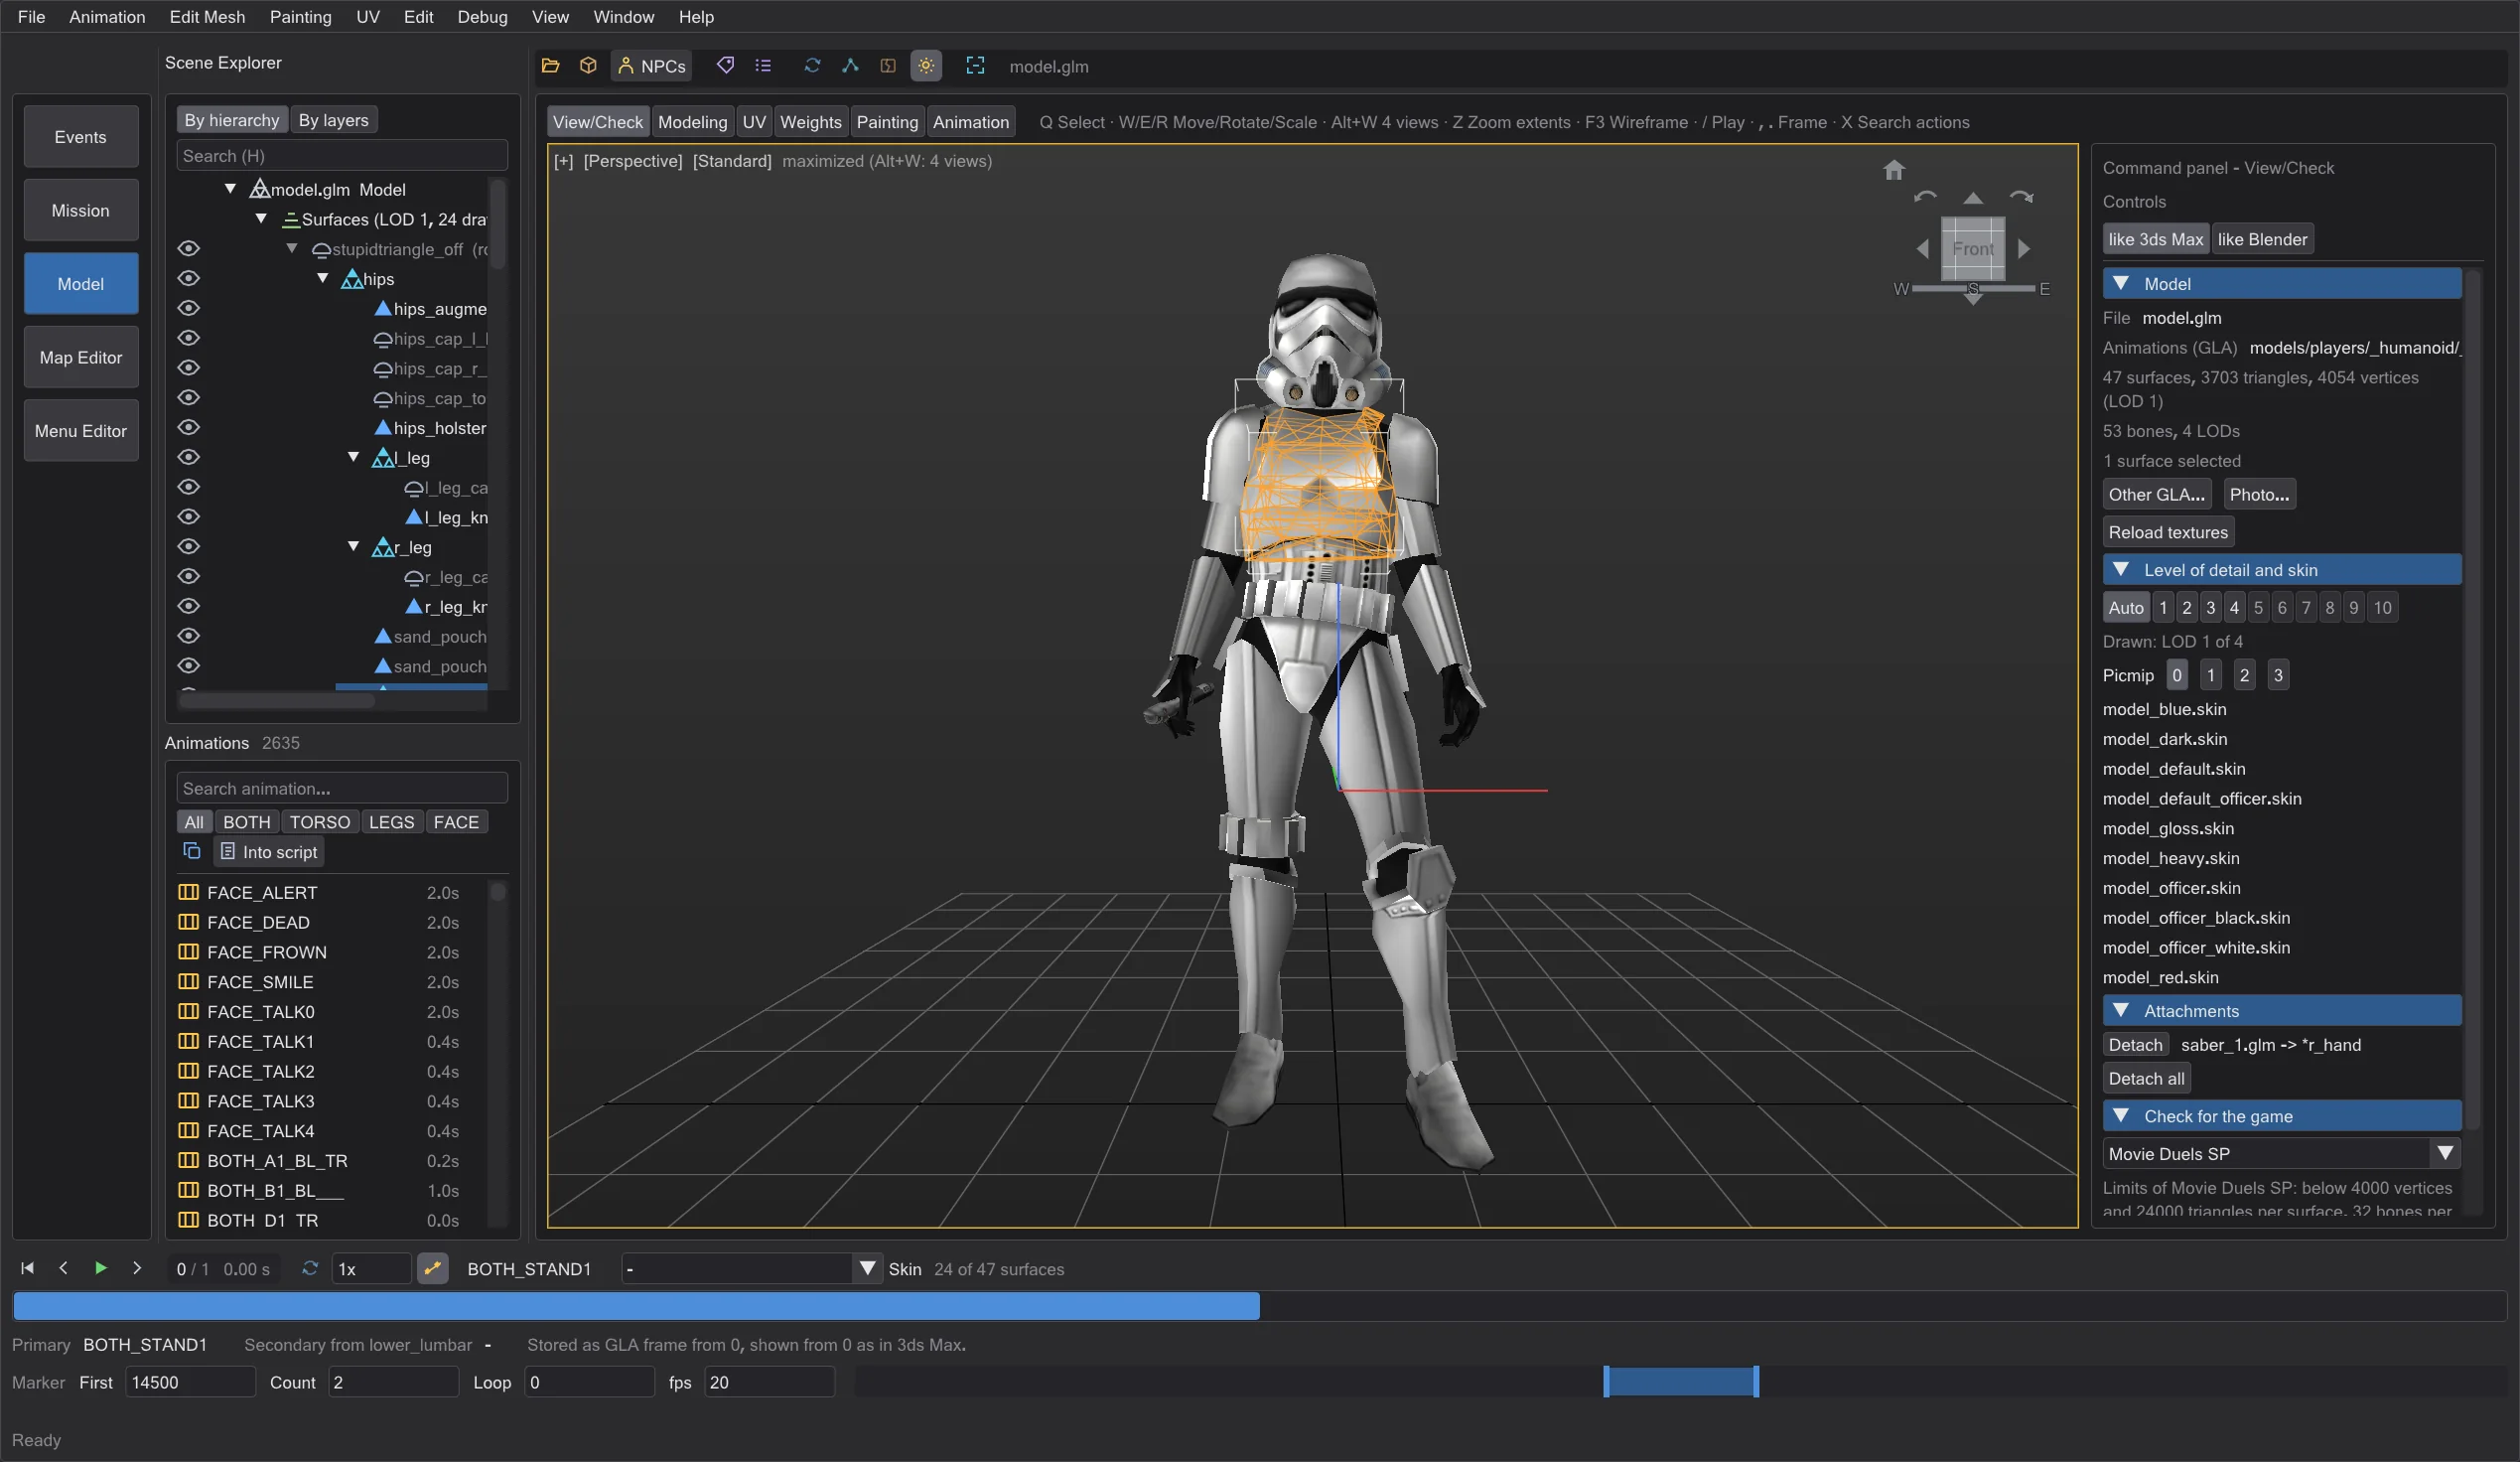 File Animation Edit Mesh Painting UV Edit Debug View Window Help
Scene Explorer
NPCs model.glm
Events
Mission
Model
Map Editor
Menu Editor
By hierarchy By layers
Search (H)
model.glm Model
Surfaces (LOD 1, 24 dra
stupidtriangle_off (ro
hips
hips_augme
hips_cap_l_l
hips_cap_r_
hips_cap_to
hips_holster
l_leg
l_leg_ca
l_leg_kn
r_leg
r_leg_ca
r_leg_kn
sand_pouch
sand_pouch
Animations 2635
Search animation...
All BOTH TORSO LEGS FACE
Into script
FACE_ALERT 2.0s
FACE_DEAD 2.0s
FACE_FROWN 2.0s
FACE_SMILE 2.0s
FACE_TALK0 2.0s
FACE_TALK1 0.4s
FACE_TALK2 0.4s
FACE_TALK3 0.4s
FACE_TALK4 0.4s
BOTH_A1_BL_TR 0.2s
BOTH_B1_BL___ 1.0s
BOTH_D1_TR 0.0s
View/Check Modeling UV Weights Painting Animation Q Select · W/E/R Move/Rotate/Scale · Alt+W 4 views · Z Zoom extents · F3 Wireframe · / Play · , . Frame · X Search actions
[+] [Perspective] [Standard] maximized (Alt+W: 4 views)
Front
W S E
Command panel - View/Check
Controls
like 3ds Max like Blender
Model
File model.glm
Animations (GLA) models/players/_humanoid/_
47 surfaces, 3703 triangles, 4054 vertices
(LOD 1)
53 bones, 4 LODs
1 surface selected
Other GLA... Photo...
Reload textures
Level of detail and skin
Auto 1 2 3 4 5 6 7 8 9 10
Drawn: LOD 1 of 4
Picmip 0 1 2 3
model_blue.skin
model_dark.skin
model_default.skin
model_default_officer.skin
model_gloss.skin
model_heavy.skin
model_officer.skin
model_officer_black.skin
model_officer_white.skin
model_red.skin
Attachments
Detach saber_1.glm -> *r_hand
Detach all
Check for the game
Movie Duels SP
Limits of Movie Duels SP: below 4000 vertices
and 24000 triangles per surface, 32 bones per
0 / 1 0.00 s 1x BOTH_STAND1 - Skin 24 of 47 surfaces
Primary BOTH_STAND1 Secondary from lower_lumbar - Stored as GLA frame from 0, shown from 0 as in 3ds Max.
Marker First 14500 Count 2 Loop 0 fps 20
Ready